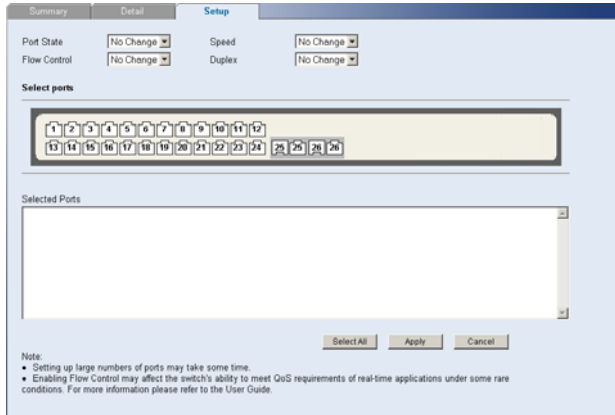 Summary Detail Setup
Port State No Change Speed No Change
Flow Control No Change Duplex No Change
Select ports
1 2 3 4 5 6 7 8 9 10 11 12
13 14 15 16 17 18 19 20 21 22 23 24 25 25 26 26
Selected Ports
Select All Apply Cancel
Note:
• Setting up large numbers of ports may take some time.
• Enabling Flow Control may affect the switch's ability to meet QoS requirements of real-time applications under some rare
conditions. For more information please refer to the User Guide.